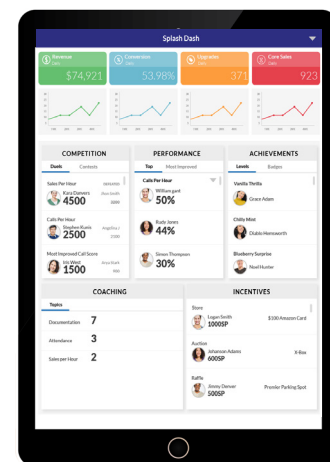 Splash Dash
Revenue
Conversion
Upgrades
Core Sales
$74,921
53.98%
371
923
COMPETITION
Duels Contests
Sales Per Hour
Kara Danvers
4500
Calls Per Hour
Stephen Kunis
2500
Most Improved Call Score
Iris West
1500
PERFORMANCE
Top Most Improved
Calls Per Hour
William gant
50%
Rudy Jones
44%
Simon Thompson
30%
ACHIEVEMENTS
Levels Badges
Vanilla Thrilla
Grace Adam
Chilly Mint
Diablo Hemsworth
Blueberry Surprise
Noel Hunter
COACHING
Topics
Documentation 7
Attendance 3
Sales per Hour 2
INCENTIVES
Store
Logan Smith $100 Amazon Card
1000SP
Auction
Johanson Adams X-Box
600SP
Raffle
Jimmy Denver Premier Parking Spot
500SP